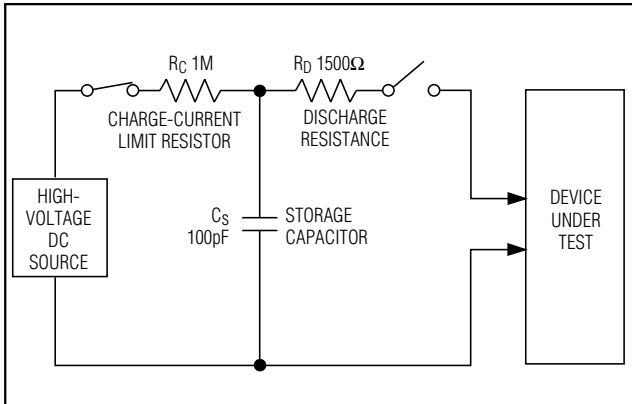 R_C 1M
CHARGE-CURRENT
LIMIT RESISTOR
R_D 1500Ω
DISCHARGE
RESISTANCE
HIGH-
VOLTAGE
DC
SOURCE
C_S
100pF
STORAGE
CAPACITOR
DEVICE
UNDER
TEST